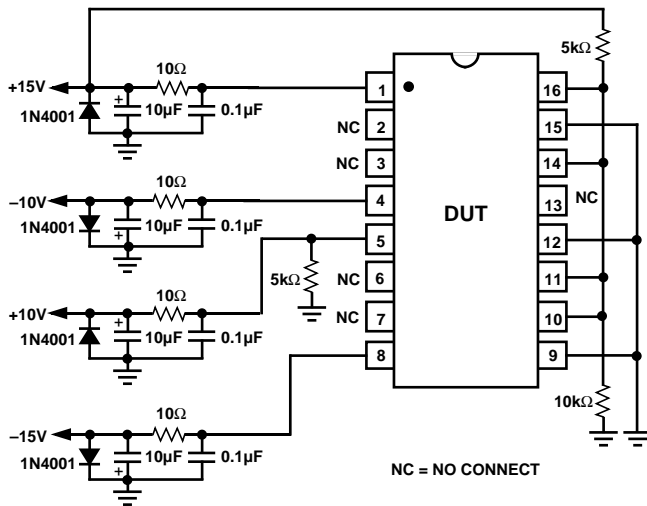 5kΩ
+15V
10Ω
1N4001
+
10µF
0.1µF
1
16
NC
2
15
NC
3
14
–10V
10Ω
1N4001
+
10µF
0.1µF
4
13
NC
DUT
5
12
5kΩ
NC
6
11
+10V
10Ω
1N4001
+
10µF
0.1µF
NC
7
10
8
9
10kΩ
–15V
10Ω
1N4001
+
10µF
0.1µF
NC = NO CONNECT